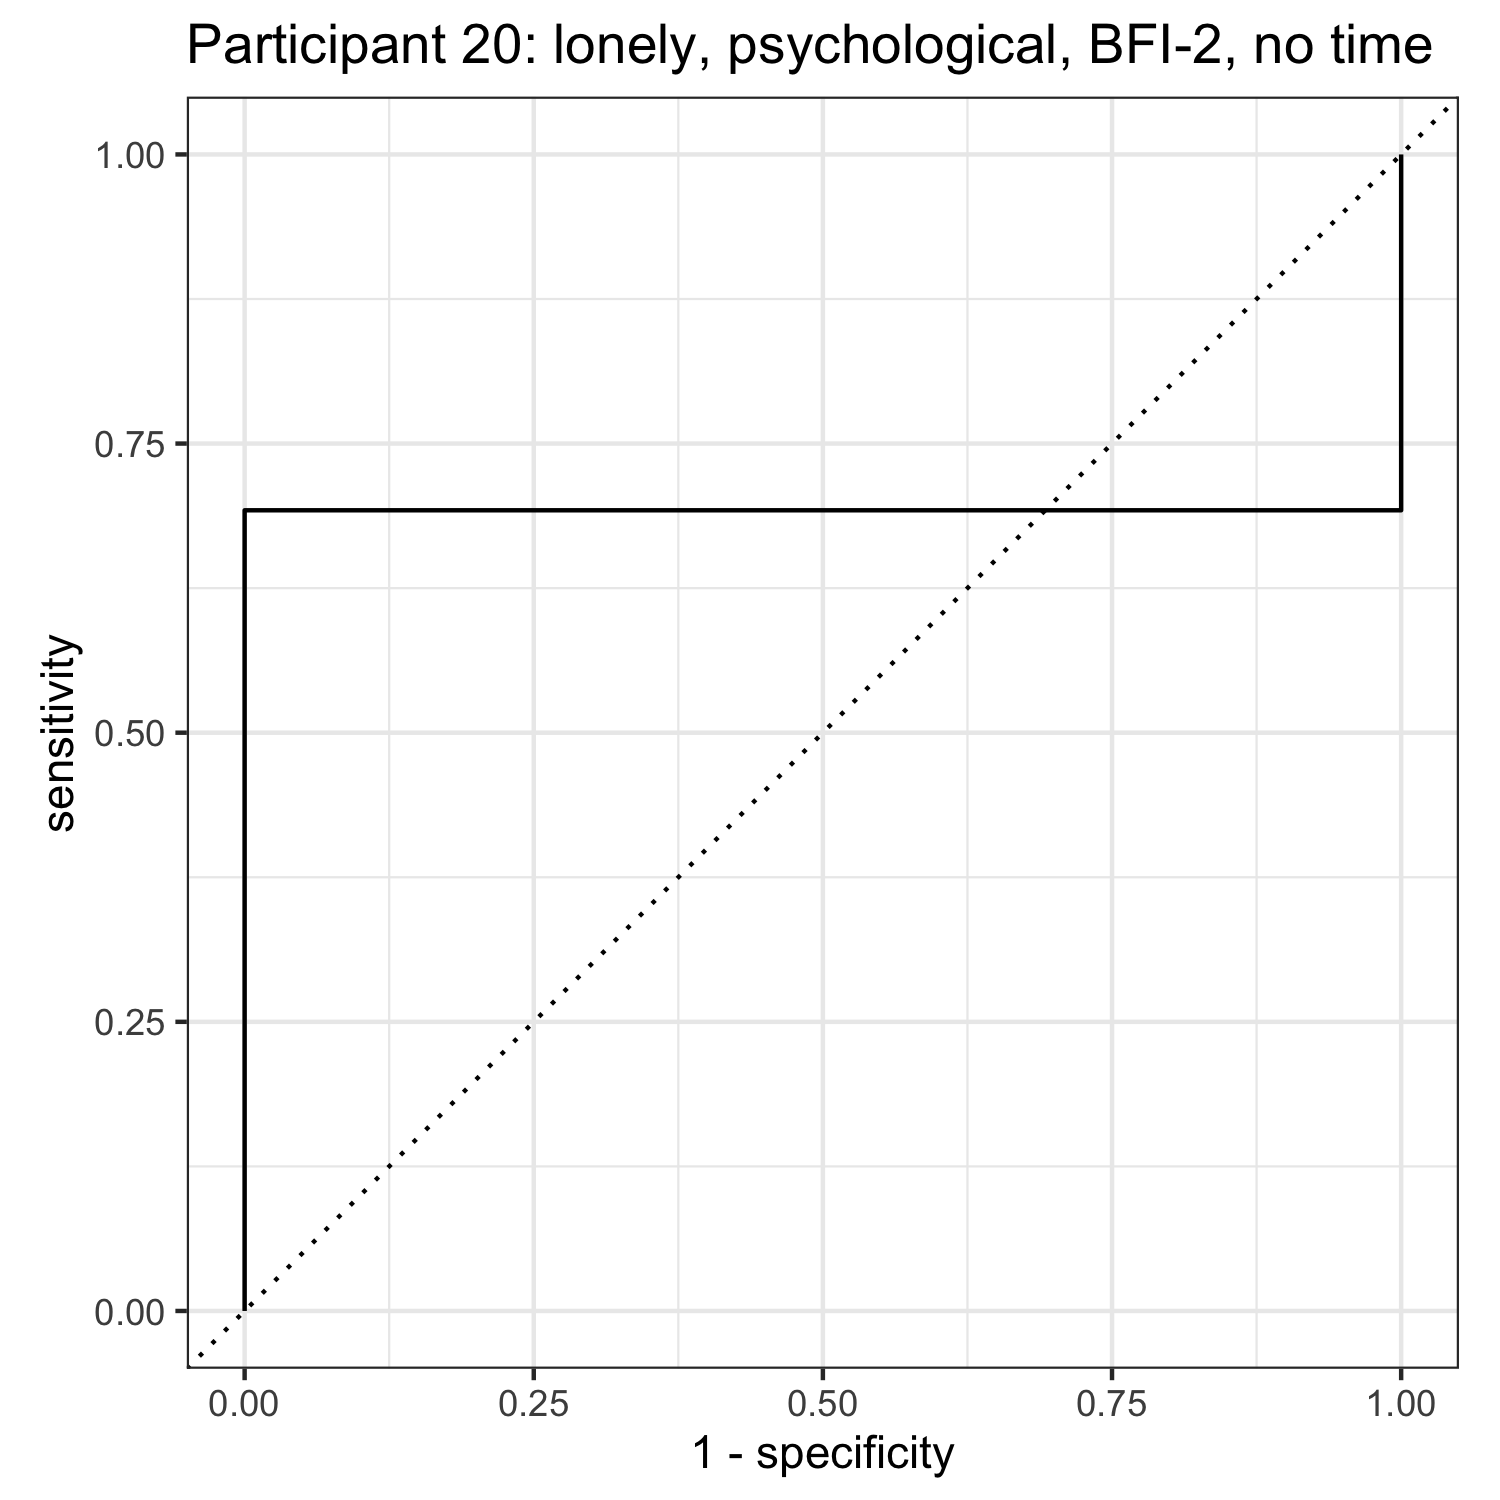 Participant 20: lonely, psychological, BFI-2, no time
1.00
0.75
0.50
0.25
0.00
sensitivity
0.00 0.25 0.50 0.75 1.00
1 - specificity